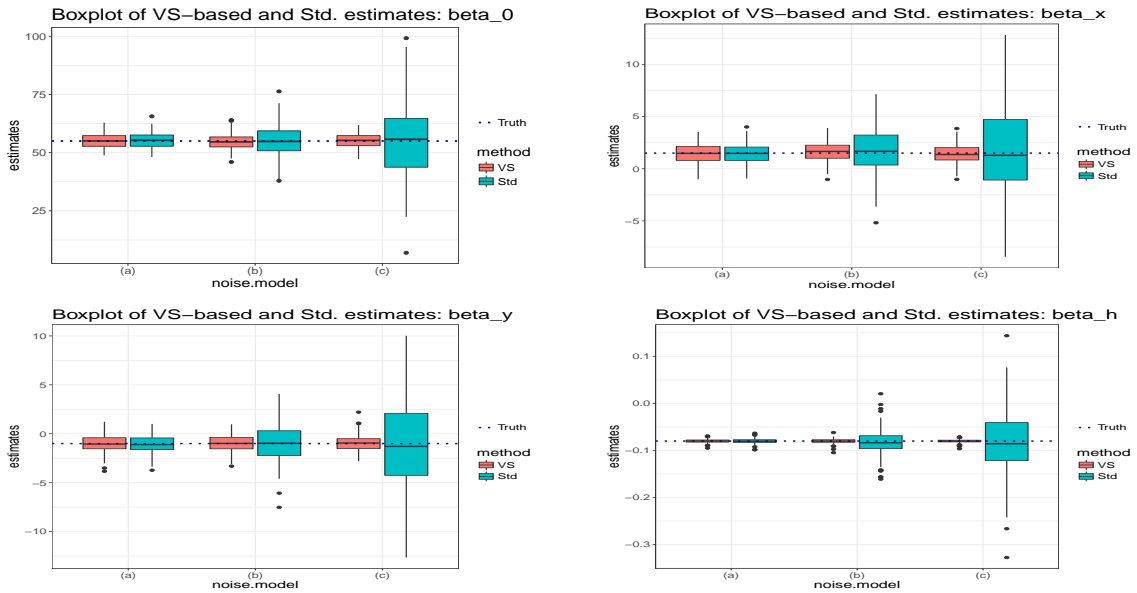 Boxplot of VS−based and Std. estimates: beta_0
100
75
50
25
estimates
(a)
(b)
(c)
noise.model
Truth
method
VS
Std
Boxplot of VS−based and Std. estimates: beta_x
10
5
0
−5
estimates
(a)
(b)
(c)
noise.model
Truth
method
VS
Std
Boxplot of VS−based and Std. estimates: beta_y
10
5
0
−5
−10
estimates
(a)
(b)
(c)
noise.model
Truth
method
VS
Std
Boxplot of VS−based and Std. estimates: beta_h
0.1
0.0
−0.1
−0.2
−0.3
estimates
(a)
(b)
(c)
noise.model
Truth
method
VS
Std